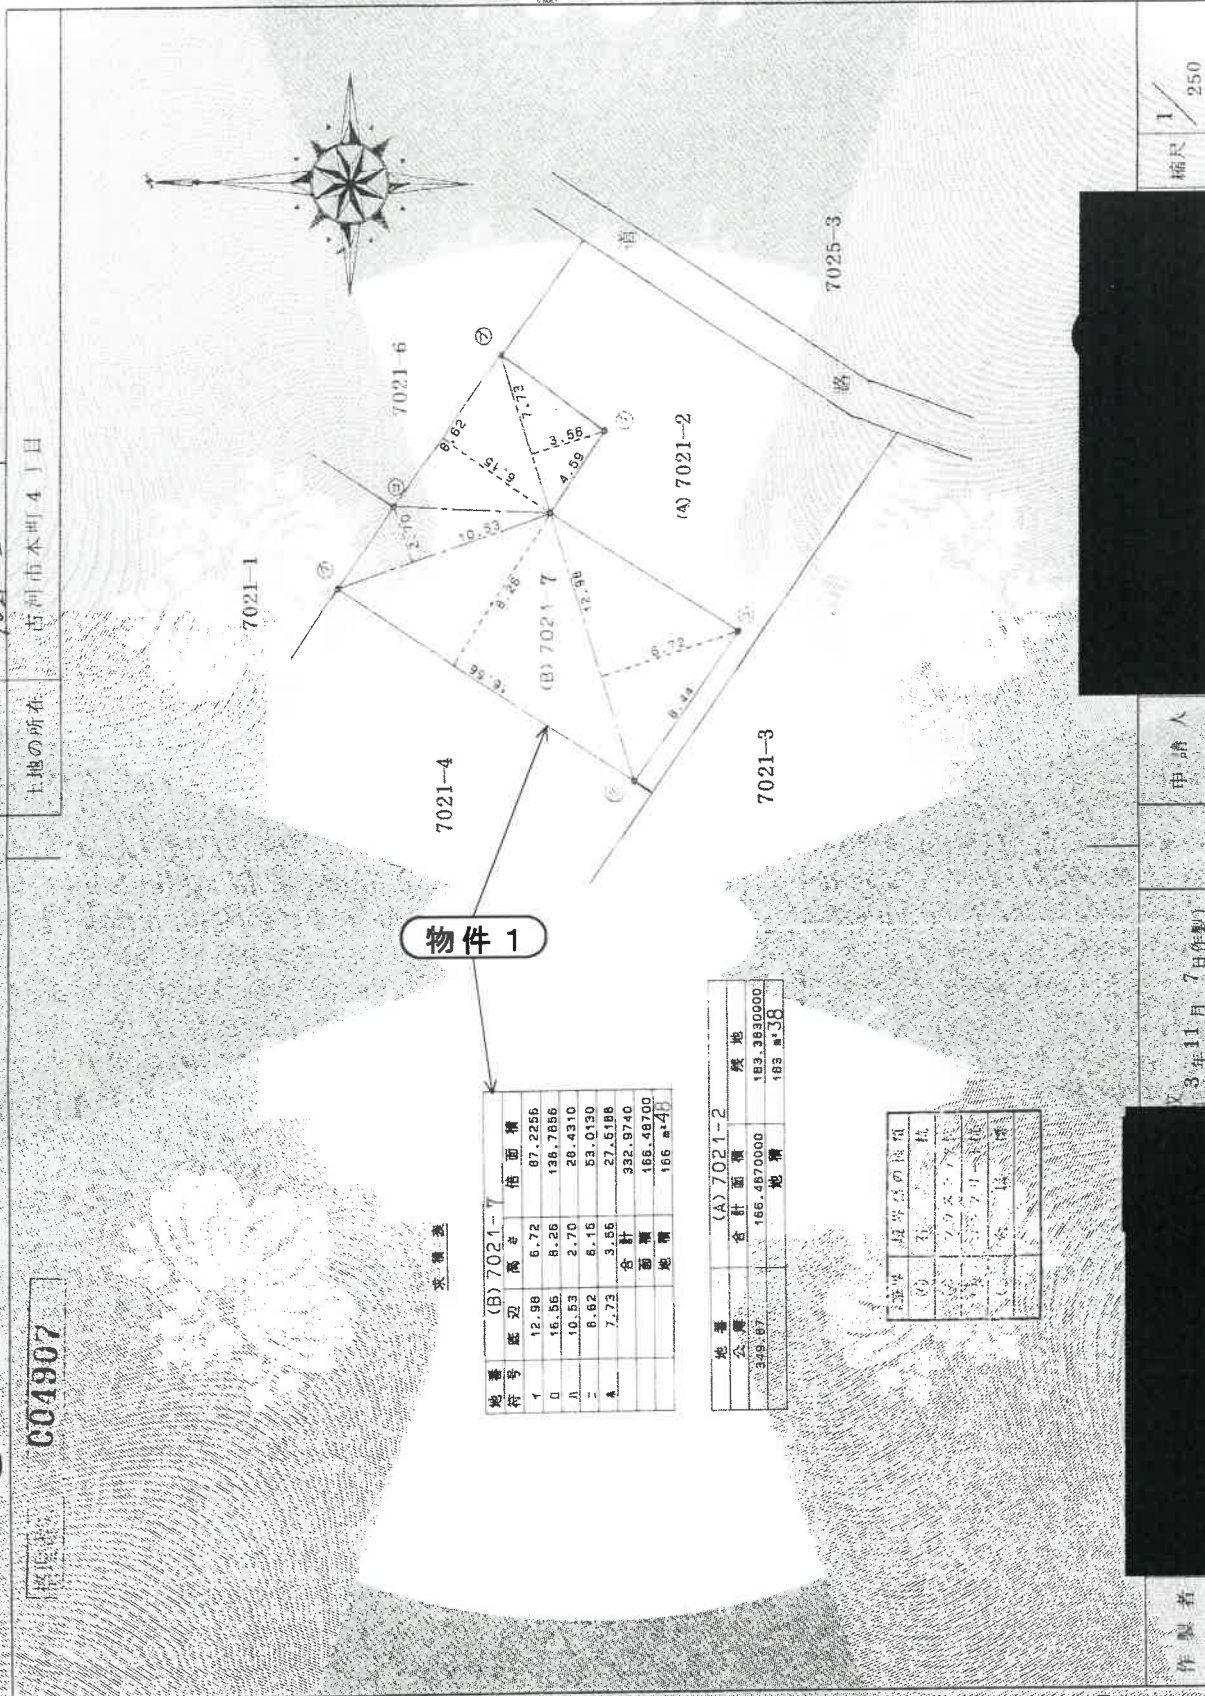 C04907
土地の所在 古河市本町4丁目
7021-1
7021-6
7021-4
(B) 7021-7
(A) 7021-2
7021-3
7025-3
道
路
8.62
7.73
6.15
3.56
4.59
2.70
10.53
8.26
16.56
12.98
6.72
8.44
物件 1
求積表
地番 (B) 7021-7
符号 底辺 高さ 倍面積
イ 12.98 6.72 87.2256
ロ 16.56 8.26 136.7856
ハ 10.53 2.70 28.4310
ニ 8.62 6.15 53.0130
ホ 7.73 3.56 27.5188
合計 332.9740
面積 166.48700
地積 166㎡48
地番 (A) 7021-2
公簿 合計面積 残地
349.87 166.4870000 183.3830000
地積 183㎡38
作製者
3年11月 7日作製
申請人
縮尺 1/250